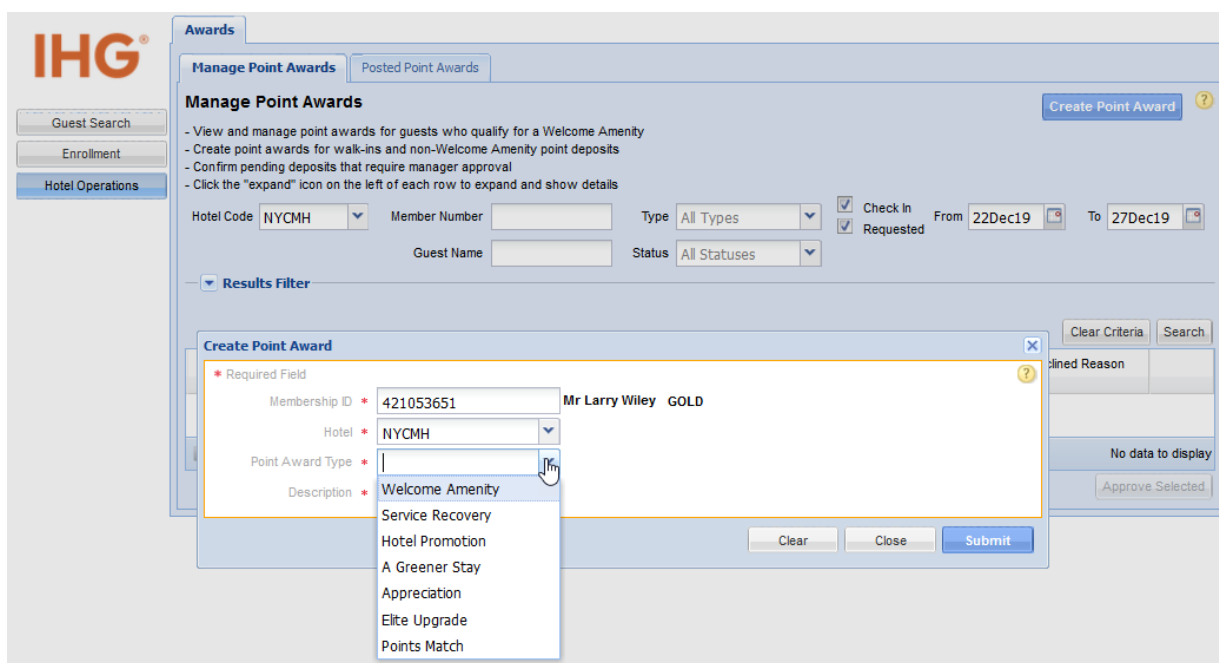 IHG®
Awards
Manage Point Awards Posted Point Awards
Manage Point Awards
Create Point Award ?
Guest Search
Enrollment
Hotel Operations
- View and manage point awards for guests who qualify for a Welcome Amenity
- Create point awards for walk-ins and non-Welcome Amenity point deposits
- Confirm pending deposits that require manager approval
- Click the "expand" icon on the left of each row to expand and show details
Hotel Code NYCMH Member Number Type All Types Check In From 22Dec19 To 27Dec19
Requested
Guest Name Status All Statuses
Results Filter
Clear Criteria Search
Create Point Award
clined Reason
* Required Field ?
Membership ID * 421053651 Mr Larry Wiley GOLD
Hotel * NYCMH
Point Award Type *
No data to display
Description *
Welcome Amenity
Approve Selected
Service Recovery
Hotel Promotion
Clear Close Submit
A Greener Stay
Appreciation
Elite Upgrade
Points Match